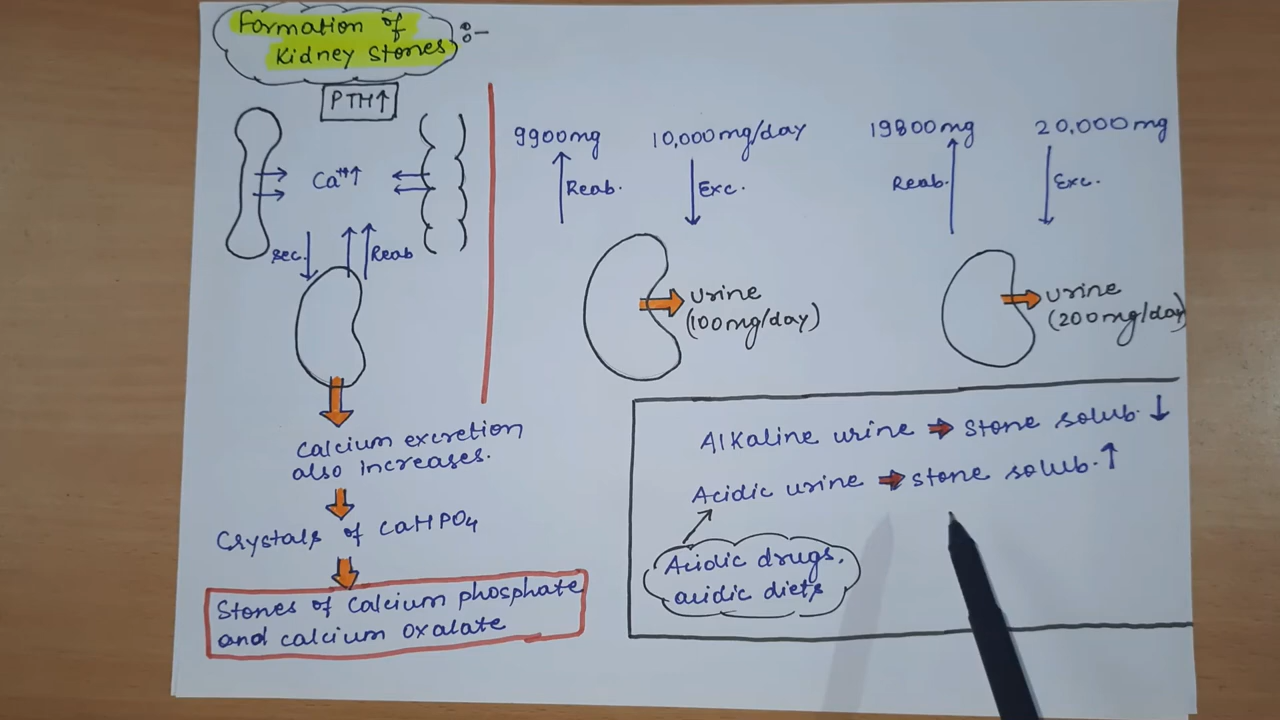 Formation of
Kidney Stones :-
PTH↑
Ca⁺⁺↑
Sec.
Reab
Calcium excretion
also increases.
Crystals of CaHPO4
Stones of Calcium phosphate
and calcium oxalate
9900mg
10,000mg/day
Reab.
Exc.
Urine
(100mg/day)
19800mg
20,000mg
Reab.
Exc.
Urine
(200mg/day)
Alkaline urine → Stone solub. ↓
Acidic urine → stone solub. ↑
Acidic drugs,
acidic diets